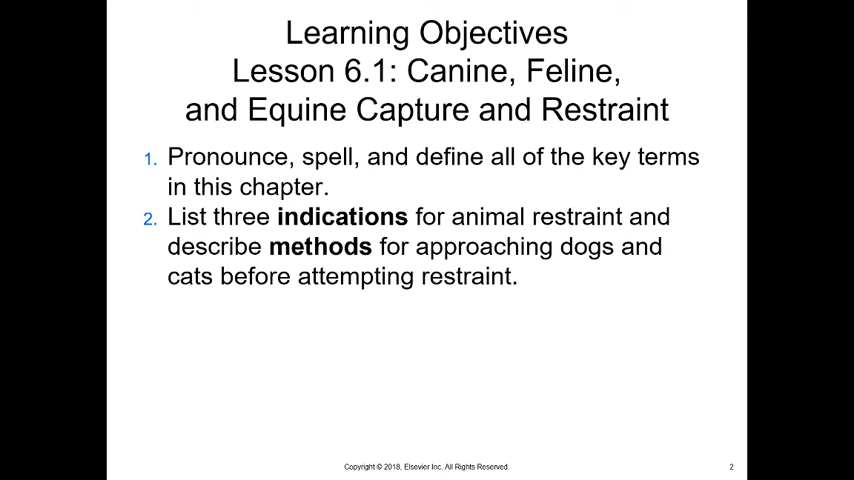 Learning Objectives
Lesson 6.1: Canine, Feline,
and Equine Capture and Restraint
1. Pronounce, spell, and define all of the key terms
in this chapter.
2. List three indications for animal restraint and
describe methods for approaching dogs and
cats before attempting restraint.
Copyright © 2018, Elsevier Inc. All Rights Reserved.
2